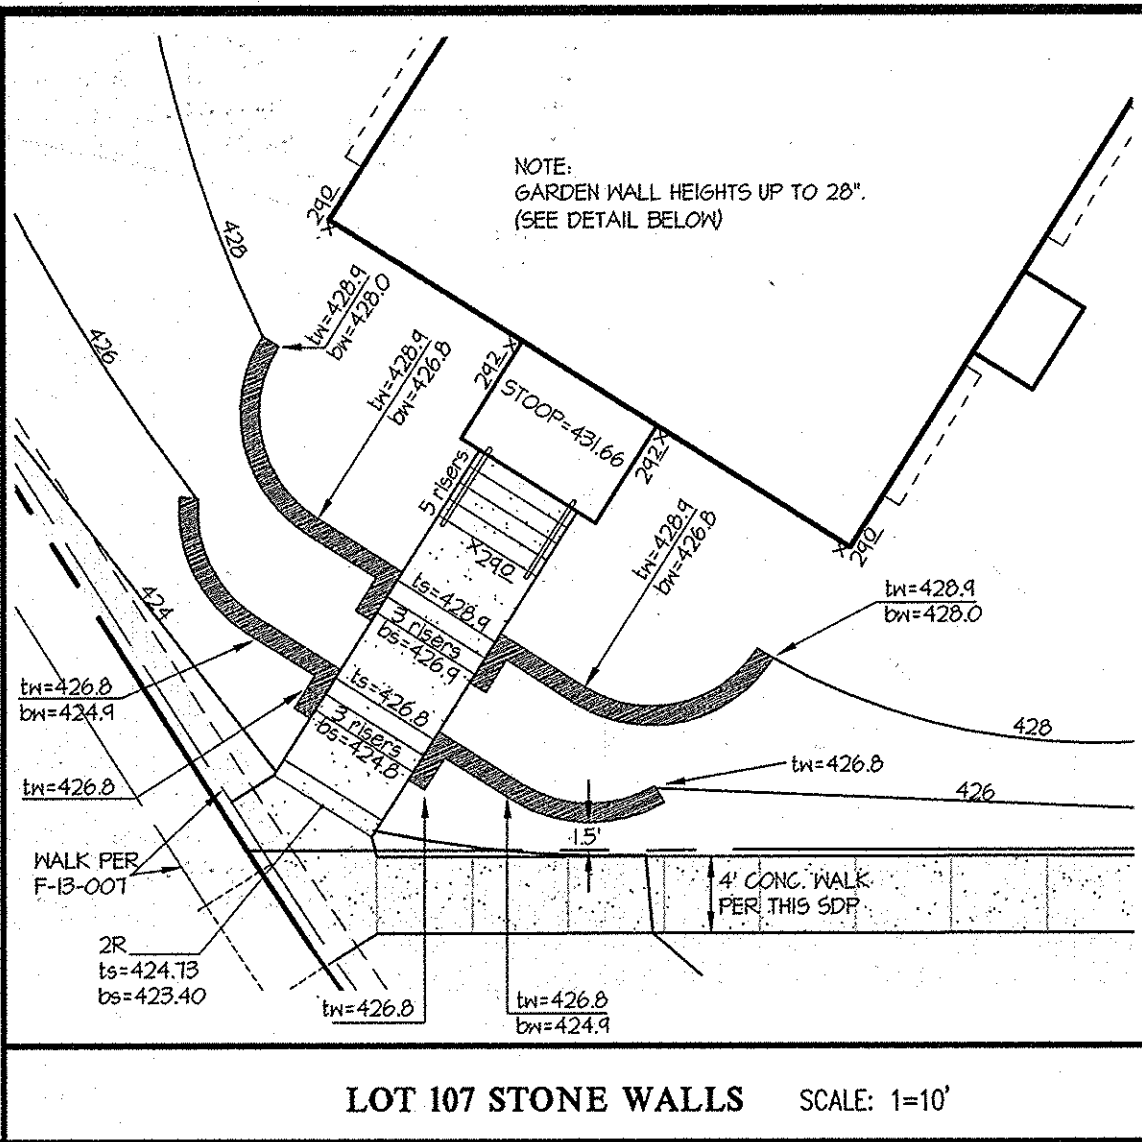 NOTE:
GARDEN WALL HEIGHTS UP TO 28".
(SEE DETAIL BELOW)
290
428
426
424
tw=428.9
bw=428.0
tw=428.9
bw=426.8
292
STOOP=431.66
292
290
5 risers
290
ts=428.9
3 risers
bs=426.9
ts=426.8
3 risers
bs=424.8
tw=428.9
bw=426.8
tw=428.9
bw=428.0
428
tw=426.8
426
tw=426.8
bw=424.9
tw=426.8
WALK PER
F-13-007
2R
ts=424.73
bs=423.40
1.5'
4' CONC. WALK
PER THIS SDP
tw=426.8
tw=426.8
bw=424.9
LOT 107 STONE WALLS SCALE: 1=10'